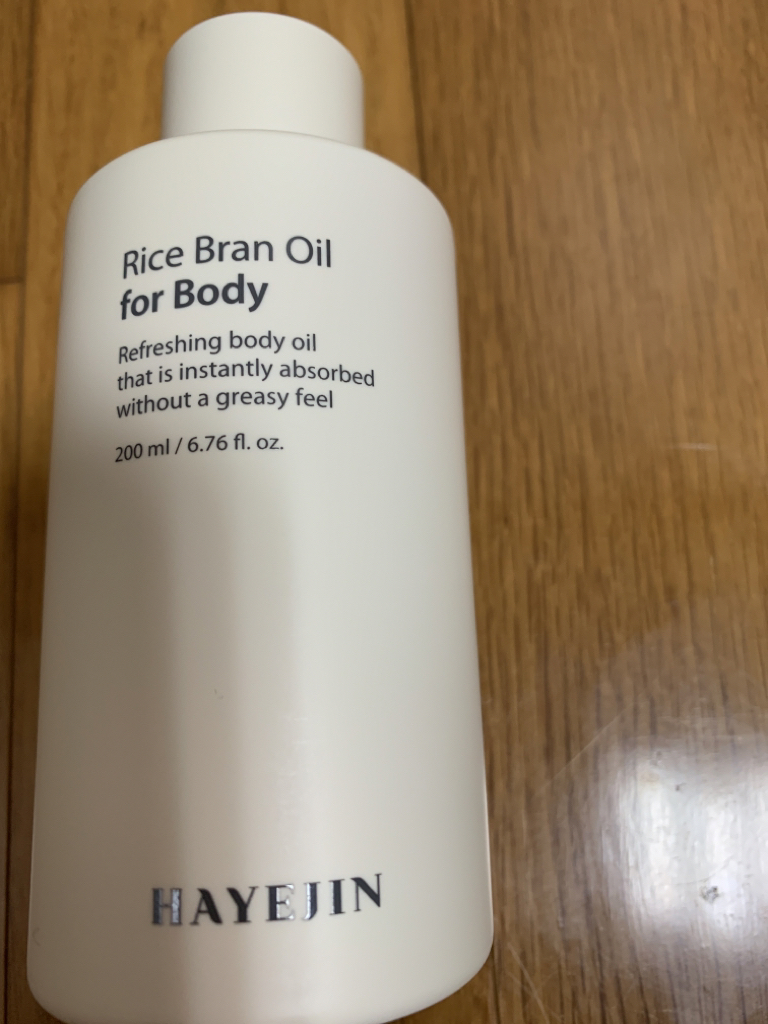 Rice Bran Oil
for Body
Refreshing body oil
that is instantly absorbed
without a greasy feel
200 ml / 6.76 fl. oz.
HAYEJIN